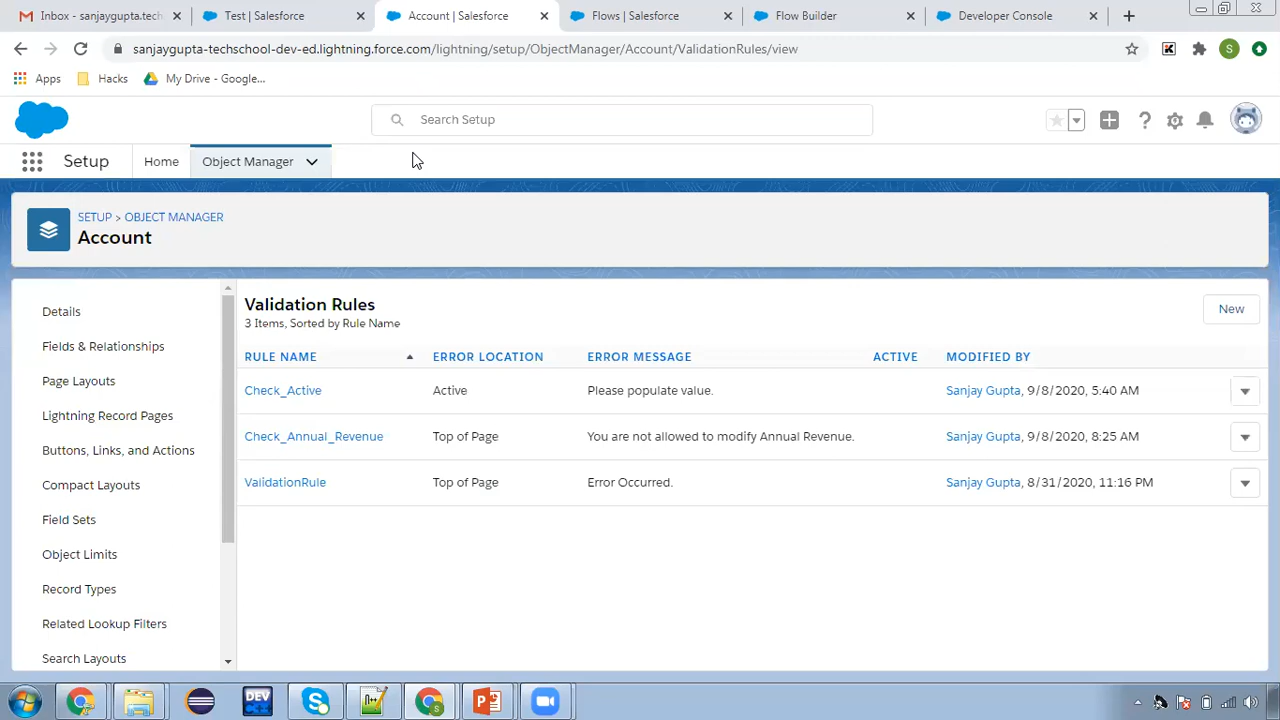 Inbox - sanjaygupta.tech
Test | Salesforce
Account | Salesforce
Flows | Salesforce
Flow Builder
Developer Console
sanjaygupta-techschool-dev-ed.lightning.force.com/lightning/setup/ObjectManager/Account/ValidationRules/view
S
Apps
Hacks
My Drive - Google...
Search Setup
Setup
Home
Object Manager
SETUP > OBJECT MANAGER
Account
Details
Fields & Relationships
Page Layouts
Lightning Record Pages
Buttons, Links, and Actions
Compact Layouts
Field Sets
Object Limits
Record Types
Related Lookup Filters
Search Layouts
Validation Rules
3 Items, Sorted by Rule Name
New
RULE NAME ERROR LOCATION ERROR MESSAGE ACTIVE MODIFIED BY
Check_Active Active Please populate value. Sanjay Gupta, 9/8/2020, 5:40 AM
Check_Annual_Revenue Top of Page You are not allowed to modify Annual Revenue. Sanjay Gupta, 9/8/2020, 8:25 AM
ValidationRule Top of Page Error Occurred. Sanjay Gupta, 8/31/2020, 11:16 PM
DEV